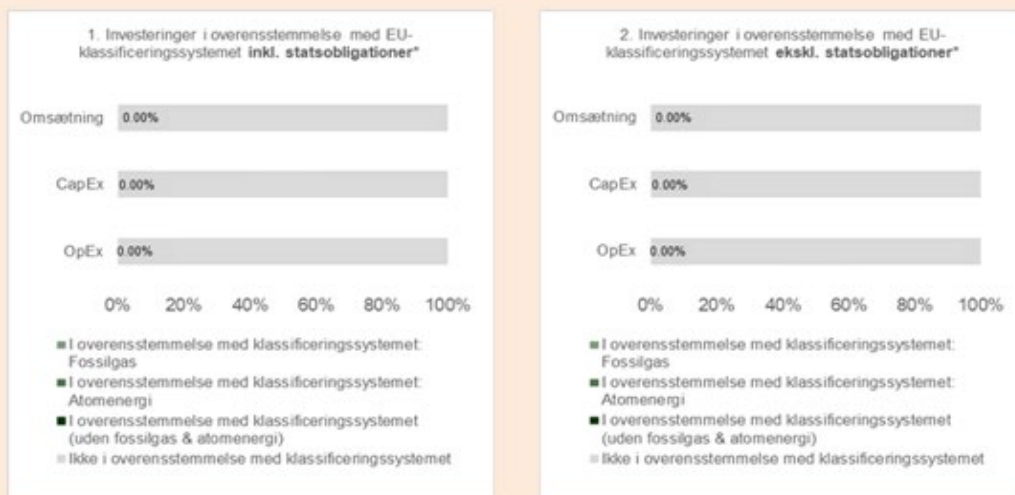 1. Investeringer i overensstemmelse med EU-
klassificeringssystemet inkl. statsobligationer*
Omsætning 0.00%
CapEx 0.00%
OpEx 0.00%
0% 20% 40% 60% 80% 100%
I overensstemmelse med klassificeringssystemet:
Fossilgas
I overensstemmelse med klassificeringssystemet:
Atomenergi
I overensstemmelse med klassificeringssystemet
(uden fossilgas & atomenergi)
Ikke i overensstemmelse med klassificeringssystemet
2. Investeringer i overensstemmelse med EU-
klassificeringssystemet ekskl. statsobligationer*
Omsætning 0.00%
CapEx 0.00%
OpEx 0.00%
0% 20% 40% 60% 80% 100%
I overensstemmelse med klassificeringssystemet:
Fossilgas
I overensstemmelse med klassificeringssystemet:
Atomenergi
I overensstemmelse med klassificeringssystemet
(uden fossilgas & atomenergi)
Ikke i overensstemmelse med klassificeringssystemet